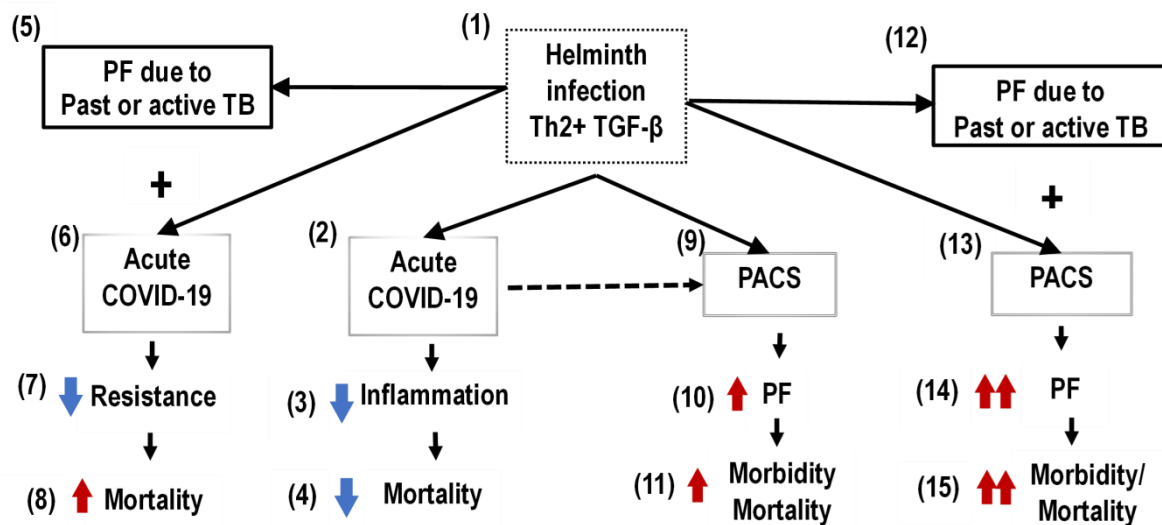 (5)
PF due to
Past or active TB
(1)
Helminth
infection
Th2+ TGF-β
(12)
PF due to
Past or active TB
+
+
(6)
Acute
COVID-19
(2)
Acute
COVID-19
(9)
PACS
(13)
PACS
(7) Resistance
(3) Inflammation
(10) PF
(14) PF
(8) Mortality
(4) Mortality
(11) Morbidity
Mortality
(15) Morbidity/
Mortality